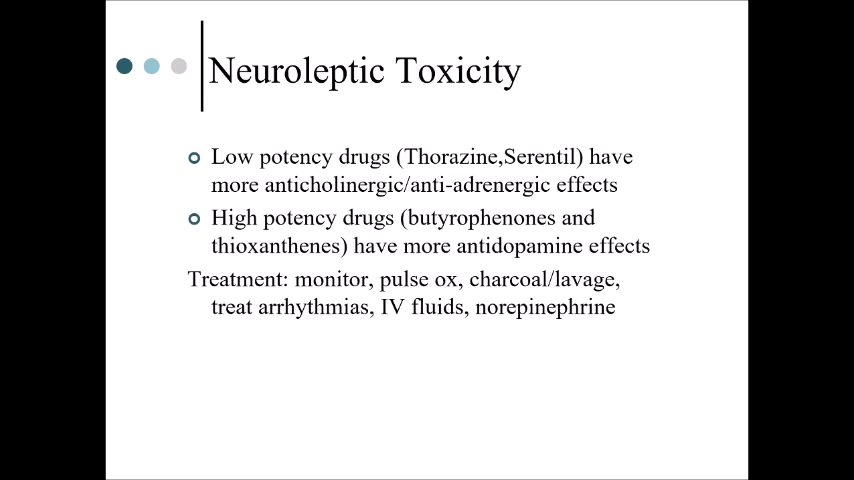 Neuroleptic Toxicity
Low potency drugs (Thorazine,Serentil) have
more anticholinergic/anti-adrenergic effects
High potency drugs (butyrophenones and
thioxanthenes) have more antidopamine effects
Treatment: monitor, pulse ox, charcoal/lavage,
treat arrhythmias, IV fluids, norepinephrine